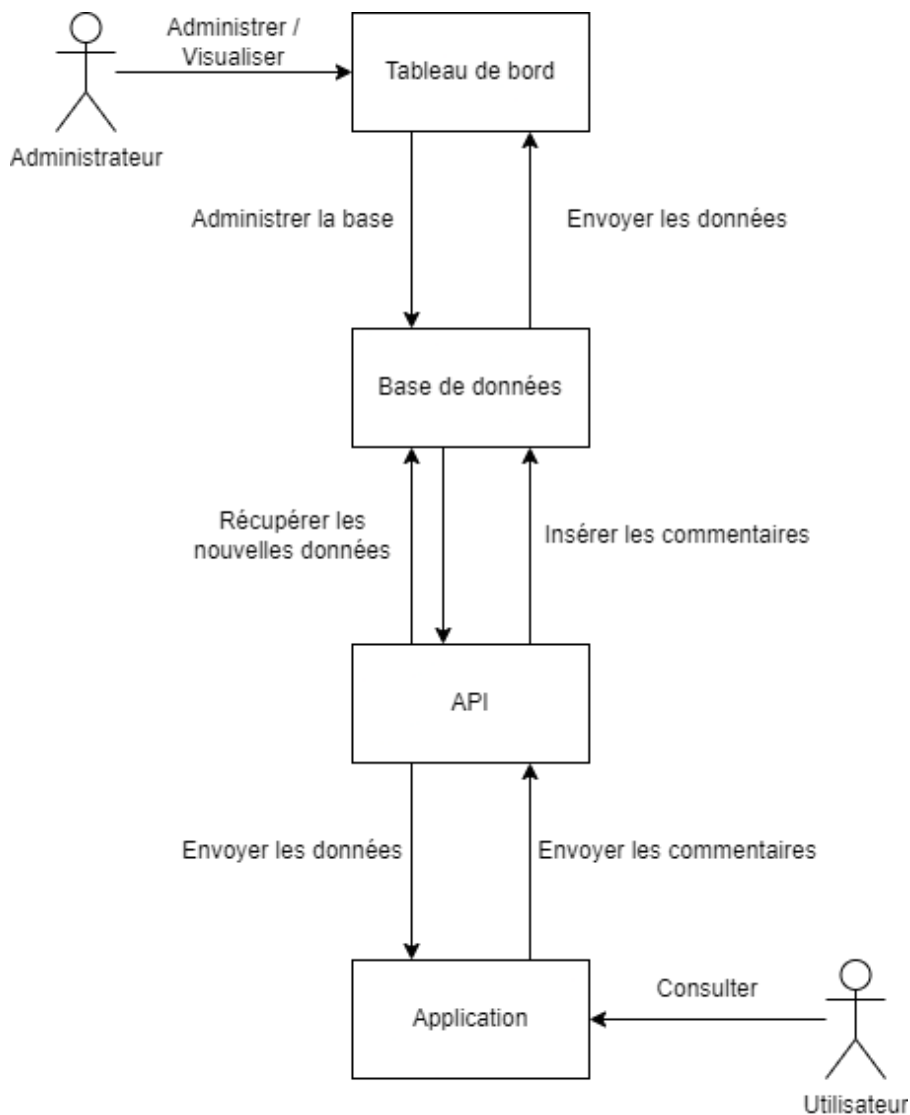 Administrer /
Visualiser
Tableau de bord
Administrateur
Administrer la base
Envoyer les données
Base de données
Récupérer les
nouvelles données
Insérer les commentaires
API
Envoyer les données
Envoyer les commentaires
Application
Consulter
Utilisateur